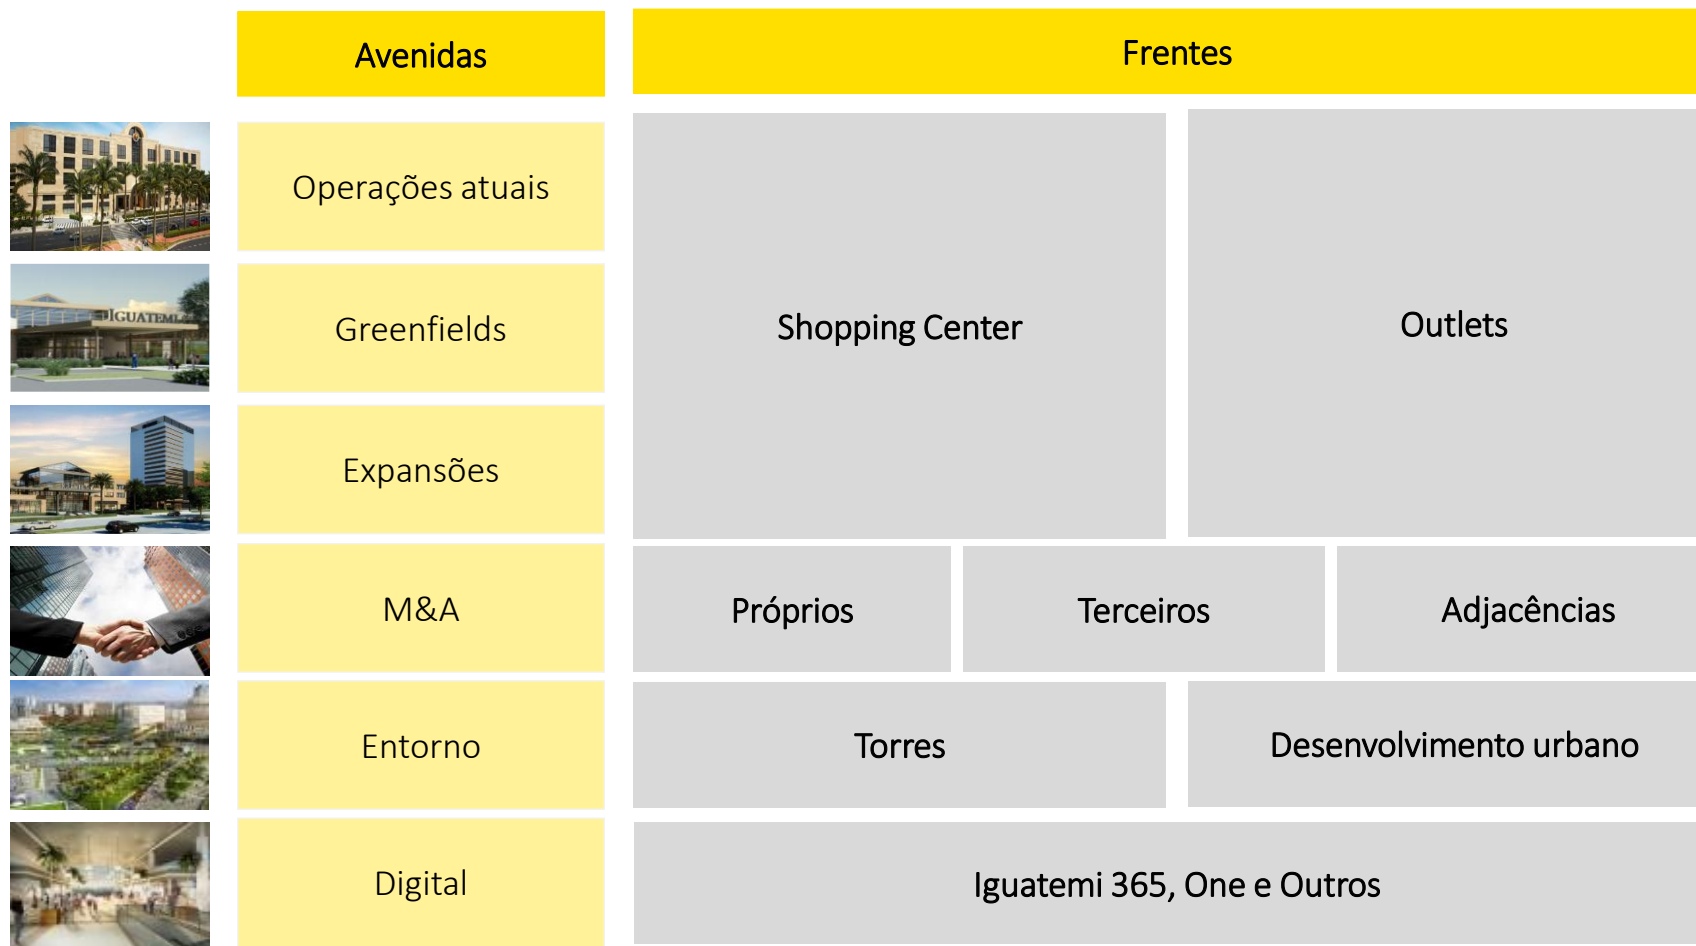 Avenidas
Frentes
Operações atuais
Greenfields
IGUATEMI
Expansões
Shopping Center
Outlets
M&A
Próprios
Terceiros
Adjacências
Entorno
Torres
Desenvolvimento urbano
Digital
Iguatemi 365, One e Outros